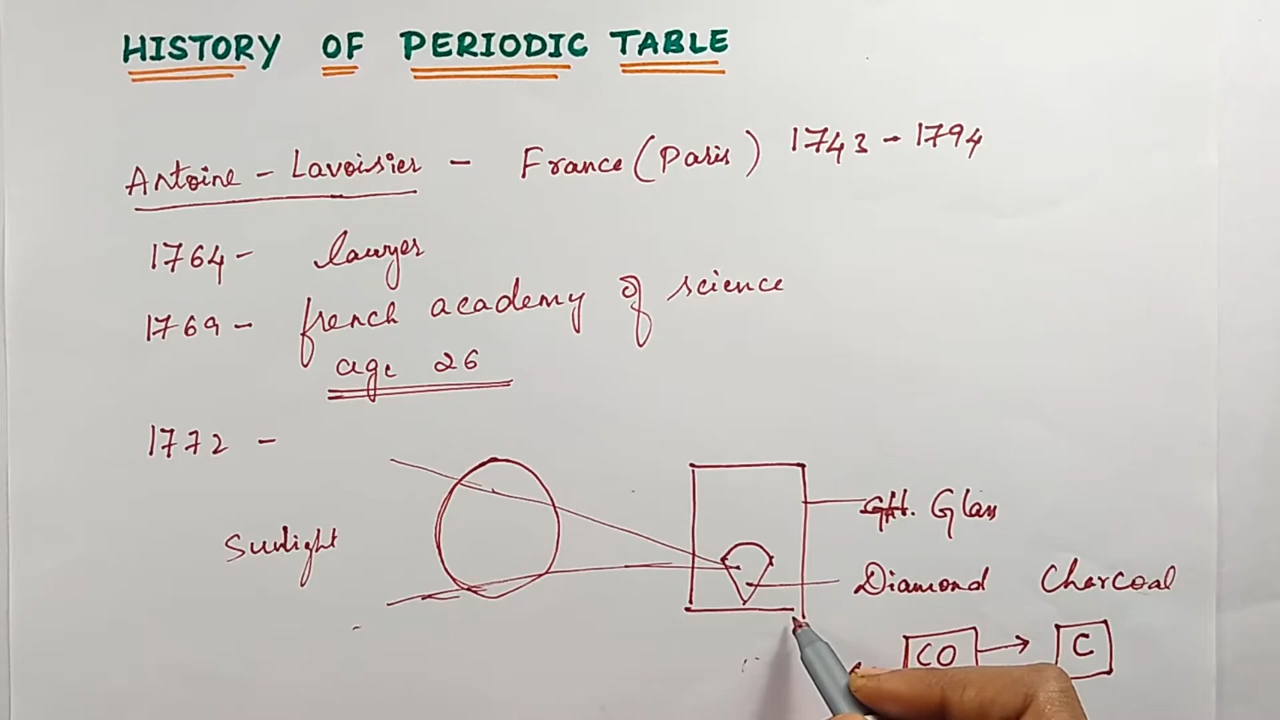 HISTORY OF PERIODIC TABLE
Antoine - Lavoisier - France (Paris) 1743 - 1794
1764 - lawyer
1769 - french academy of science
age 26
1772 -
Glass
Sunlight
Diamond Charcoal
CO → C